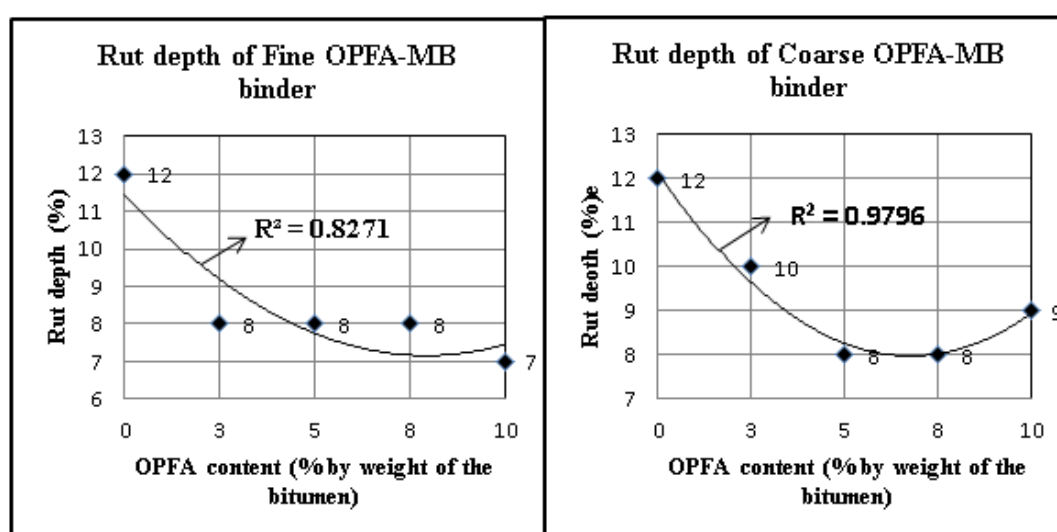 Rut depth of Fine OPFA-MB
binder
Rut depth (%)
13
12
11
10
9
8
7
6
12
8
8
8
7
R² = 0.8271
0
3
5
8
10
OPFA content (% by weight of the
bitumen)
Rut depth of Coarse OPFA-MB
binder
Rut deoth (%)e
13
12
11
10
9
8
7
12
10
8
8
9
R² = 0.9796
0
3
5
8
10
OPFA content (% by weight of the
bitumen)